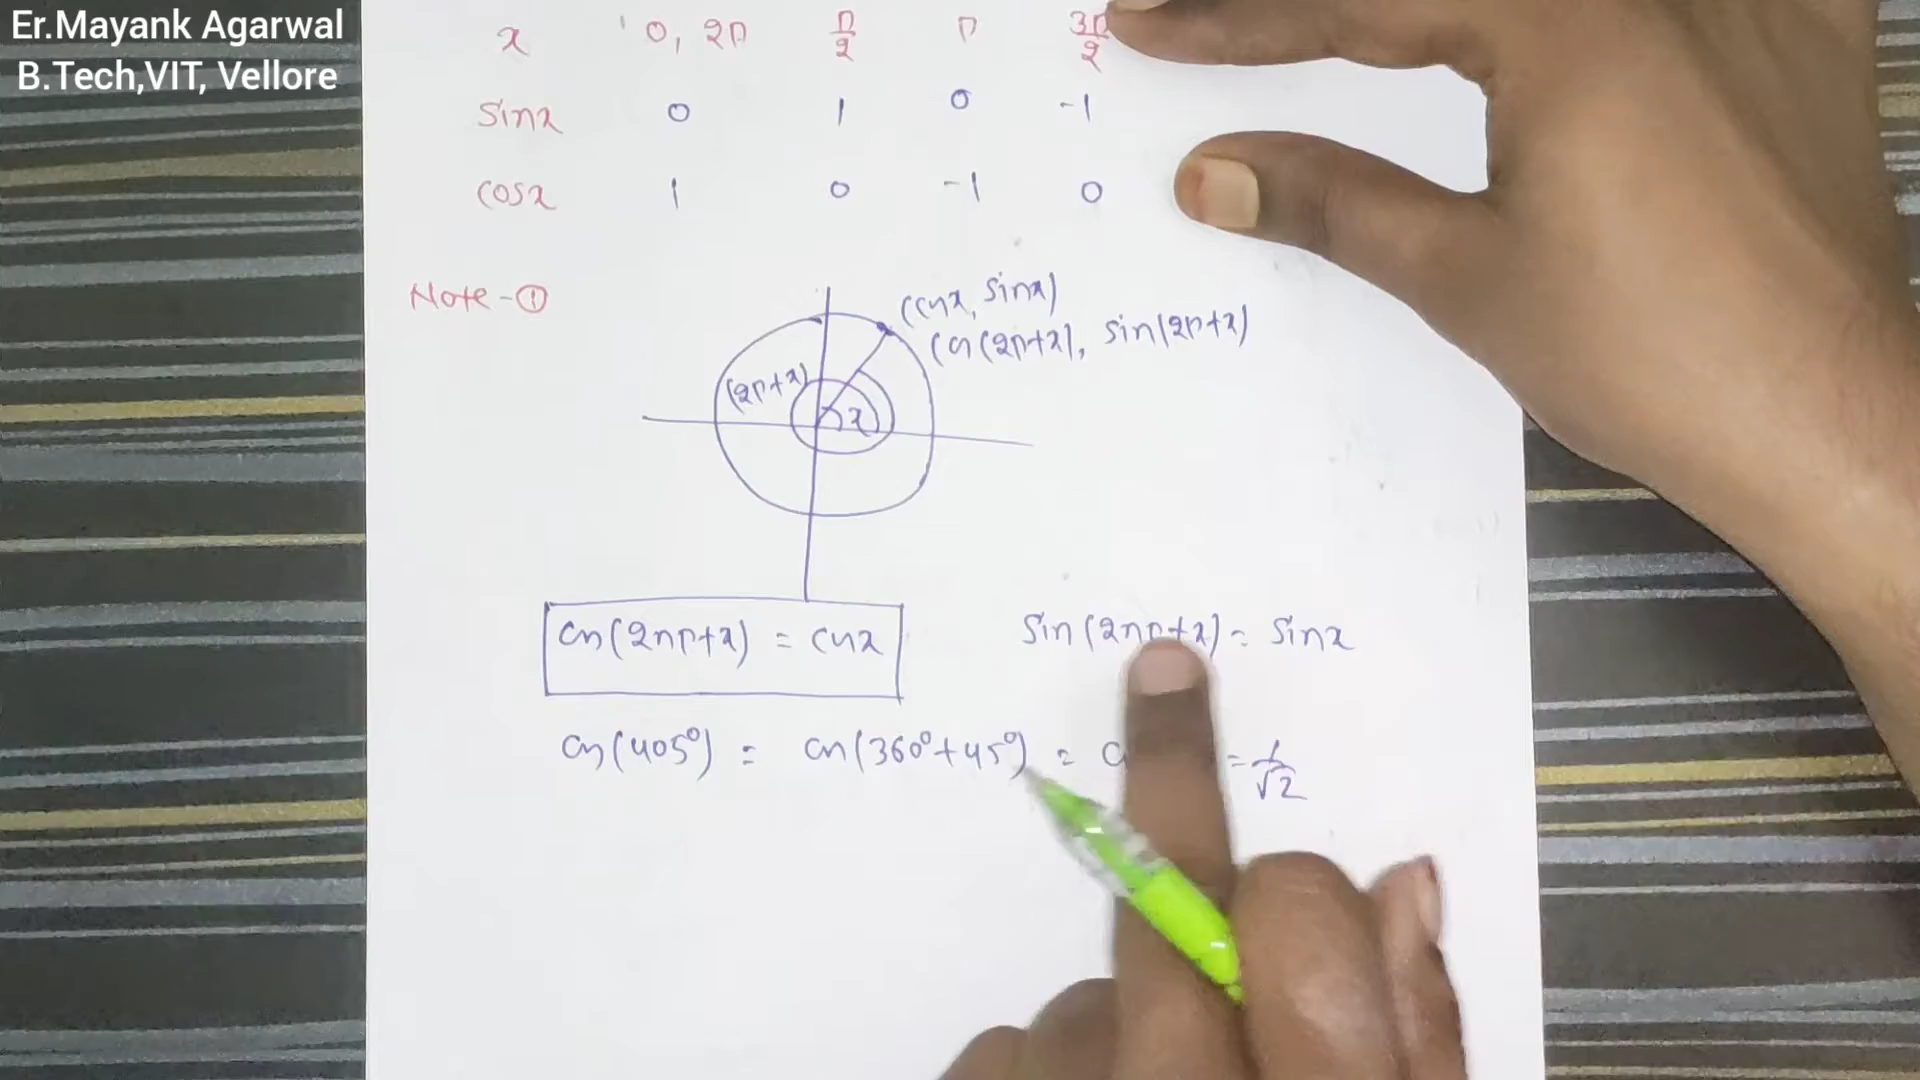 Er.Mayank Agarwal
B.Tech,VIT, Vellore
x 0, 2π π/2 π 3π/2
sinx 0 1 0 -1
cosx 1 0 -1 0
Note-①
(cosx, sinx)
(cos(2π+x), sin(2π+x)
(2π+x)
x
cos(2nπ+x) = cosx
sin(2nπ+x) = sinx
cos(405°) = cos(360°+45°) = = 1/√2